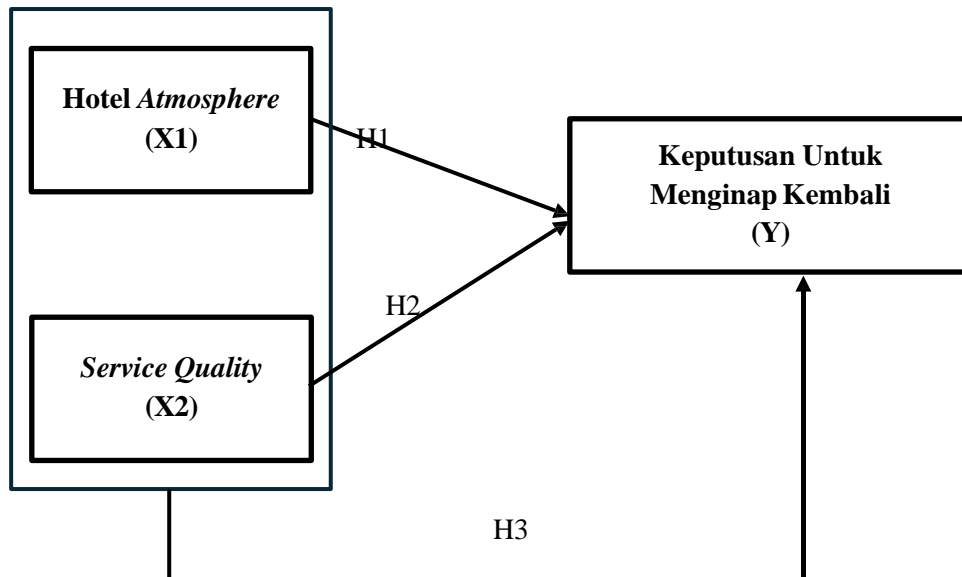 Hotel Atmosphere
(X1)
H1
Keputusan Untuk
Menginap Kembali
(Y)
H2
Service Quality
(X2)
H3